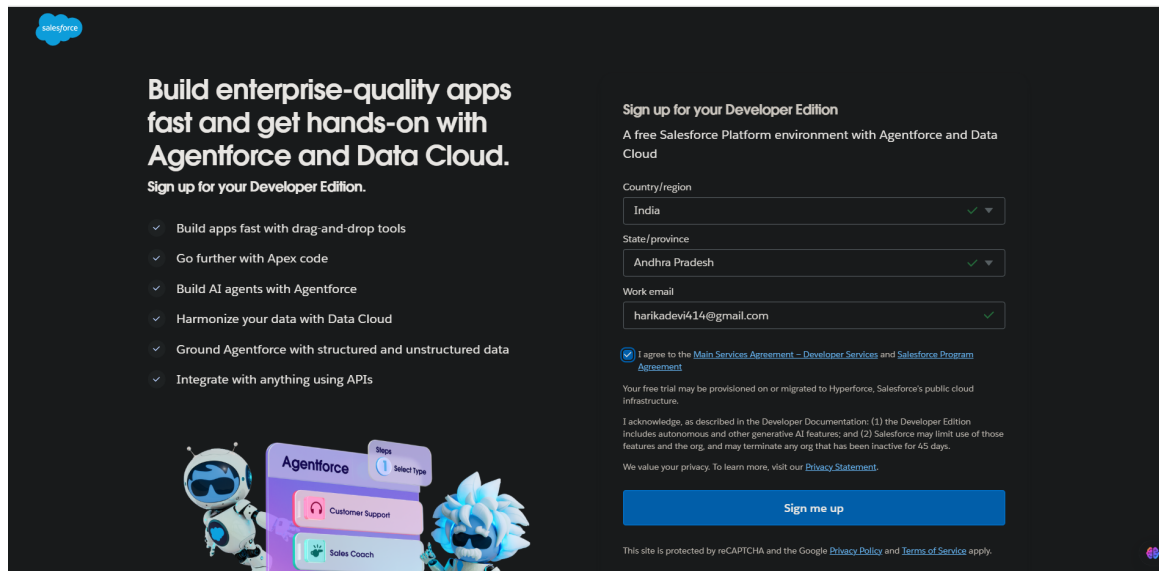 salesforce
Build enterprise-quality apps
fast and get hands-on with
Agentforce and Data Cloud.
Sign up for your Developer Edition.
Build apps fast with drag-and-drop tools
Go further with Apex code
Build AI agents with Agentforce
Harmonize your data with Data Cloud
Ground Agentforce with structured and unstructured data
Integrate with anything using APIs
Agentforce
Steps
1 Select Type
Customer Support
Sales Coach
Sign up for your Developer Edition
A free Salesforce Platform environment with Agentforce and Data
Cloud
Country/region
India
State/province
Andhra Pradesh
Work email
harikadevi414@gmail.com
I agree to the Main Services Agreement – Developer Services and Salesforce Program
Agreement
Your free trial may be provisioned on or migrated to Hyperforce, Salesforce's public cloud
infrastructure.
I acknowledge, as described in the Developer Documentation: (1) the Developer Edition
includes autonomous and other generative AI features; and (2) Salesforce may limit use of those
features and the org, and may terminate any org that has been inactive for 45 days.
We value your privacy. To learn more, visit our Privacy Statement.
Sign me up
This site is protected by reCAPTCHA and the Google Privacy Policy and Terms of Service apply.